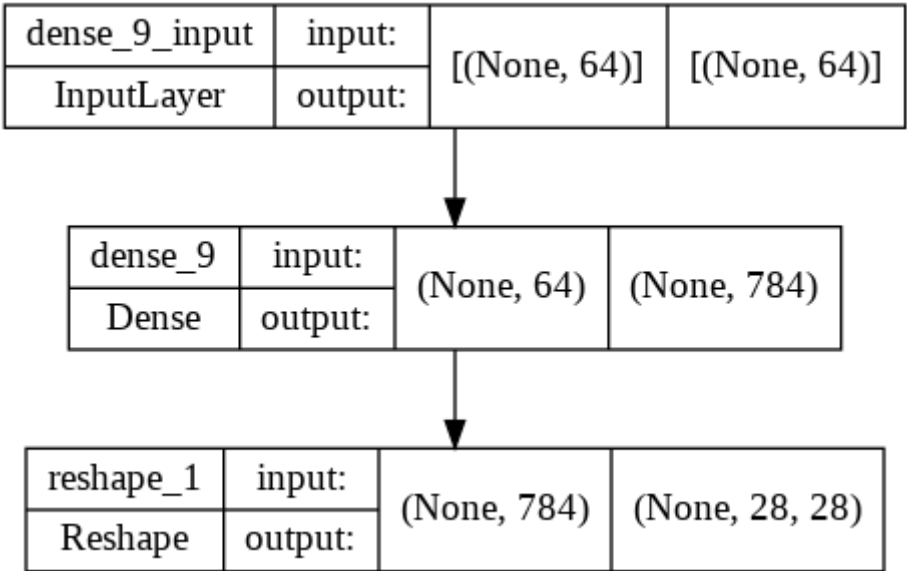 dense_9_input input: [(None, 64)] [(None, 64)]
InputLayer output:
dense_9 input: (None, 64) (None, 784)
Dense output:
reshape_1 input: (None, 784) (None, 28, 28)
Reshape output: